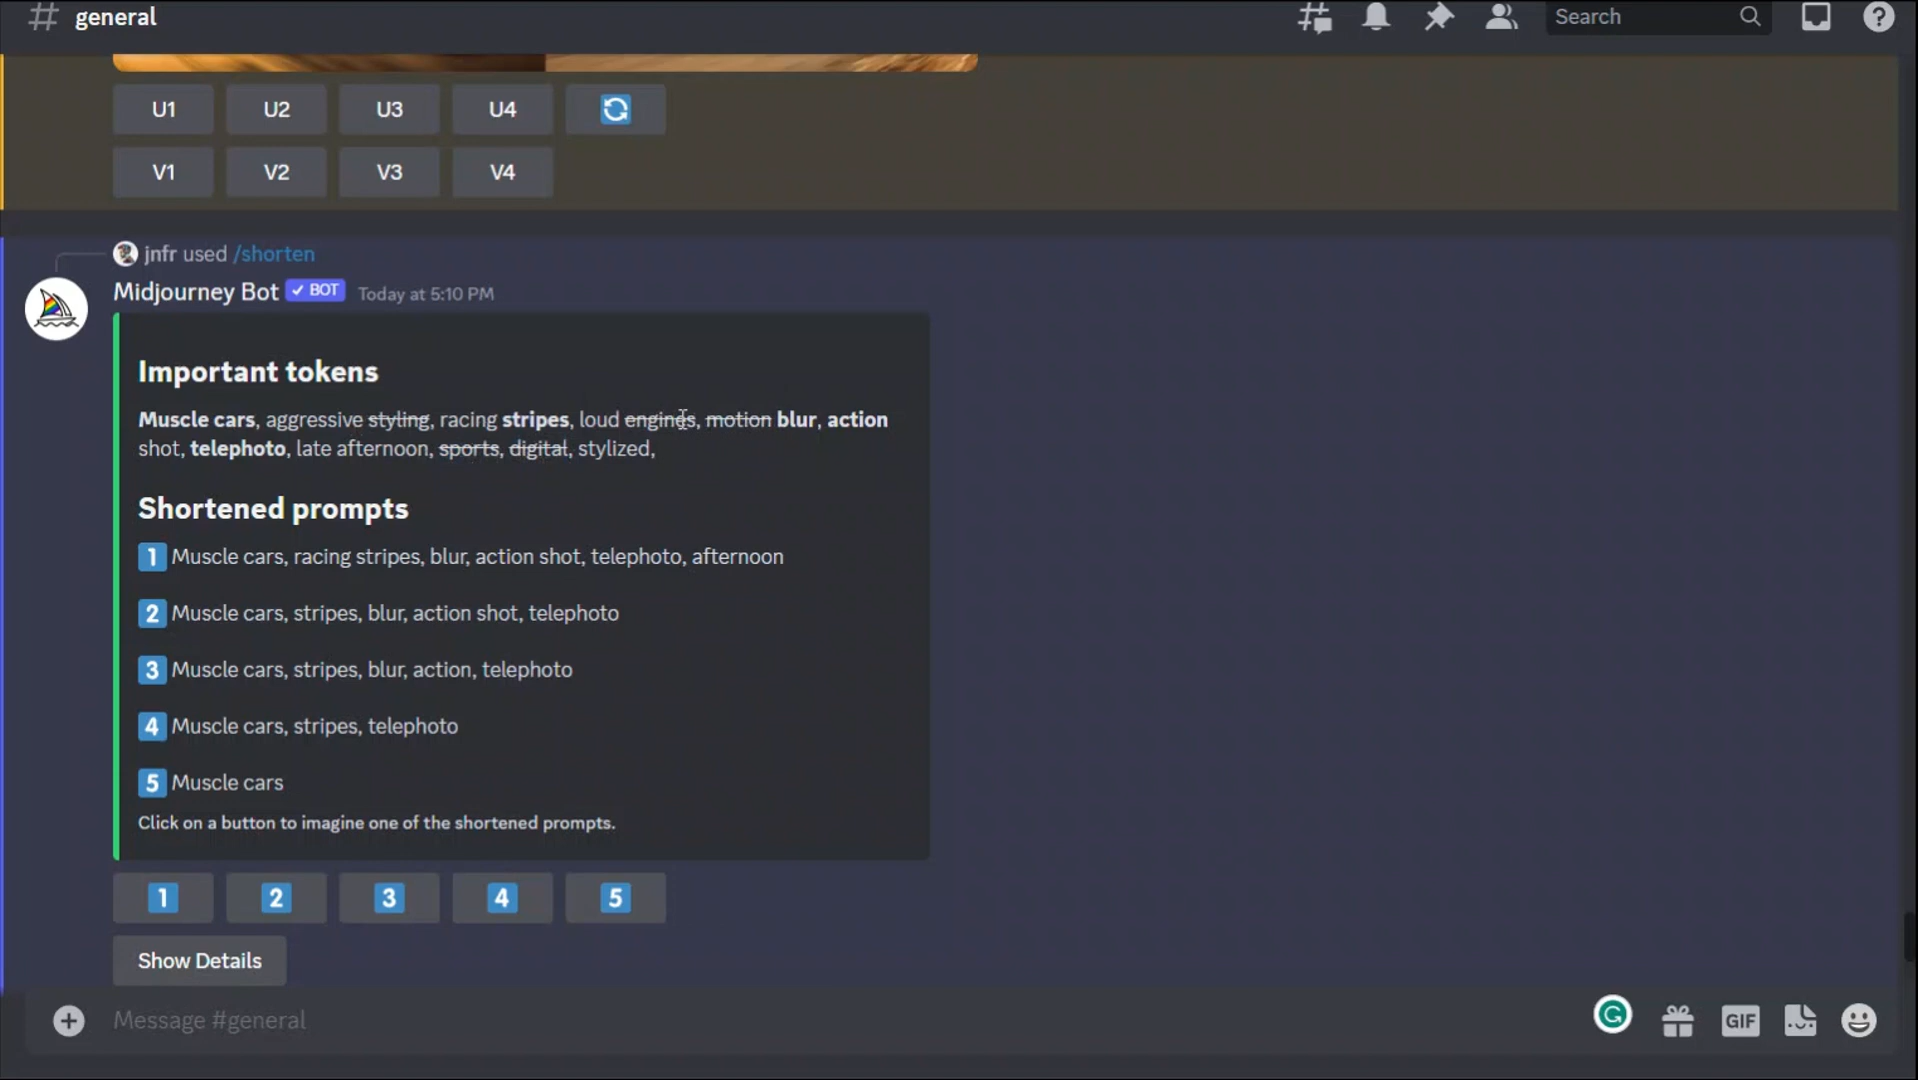 general
Search
U1 U2 U3 U4
V1 V2 V3 V4
jnfr used /shorten
Midjourney Bot ✓ BOT Today at 5:10 PM
Important tokens
Muscle cars, aggressive styling, racing stripes, loud engines, motion blur, action
shot, telephoto, late afternoon, sports, digital, stylized,
Shortened prompts
1 Muscle cars, racing stripes, blur, action shot, telephoto, afternoon
2 Muscle cars, stripes, blur, action shot, telephoto
3 Muscle cars, stripes, blur, action, telephoto
4 Muscle cars, stripes, telephoto
5 Muscle cars
Click on a button to imagine one of the shortened prompts.
1 2 3 4 5
Show Details
Message #general
GIF